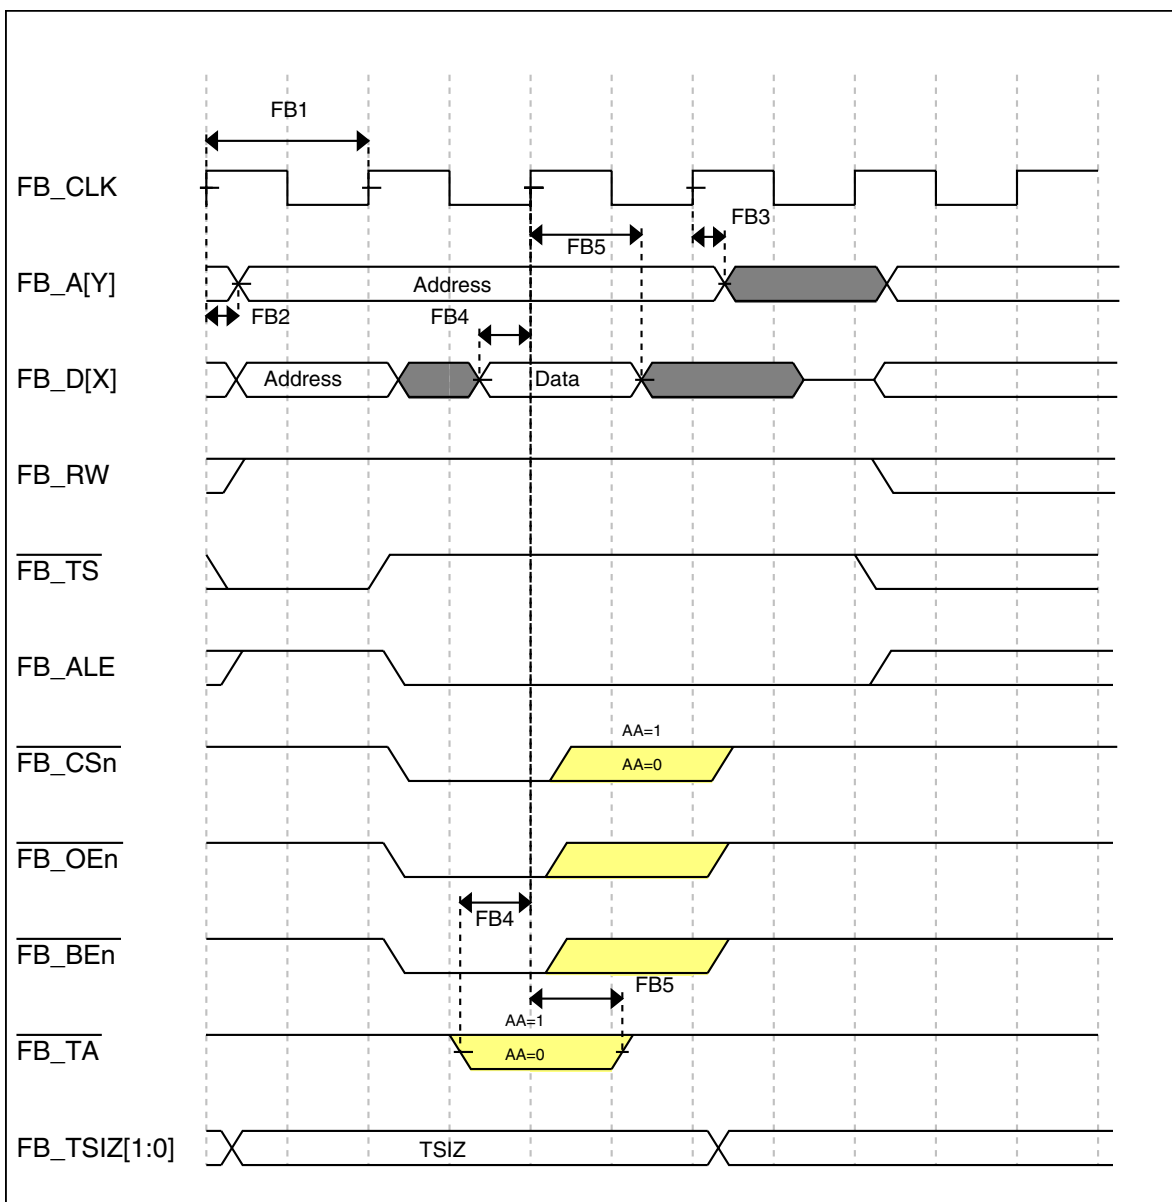 FB1
FB_CLK
FB3
FB5
FB_A[Y]
Address
FB2
FB4
FB_D[X]
Address
Data
FB_RW
FB_TS
FB_ALE
AA=1
FB_CSn
AA=0
FB_OEn
FB4
FB_BEn
FB5
AA=1
FB_TA
AA=0
FB_TSIZ[1:0]
TSIZ